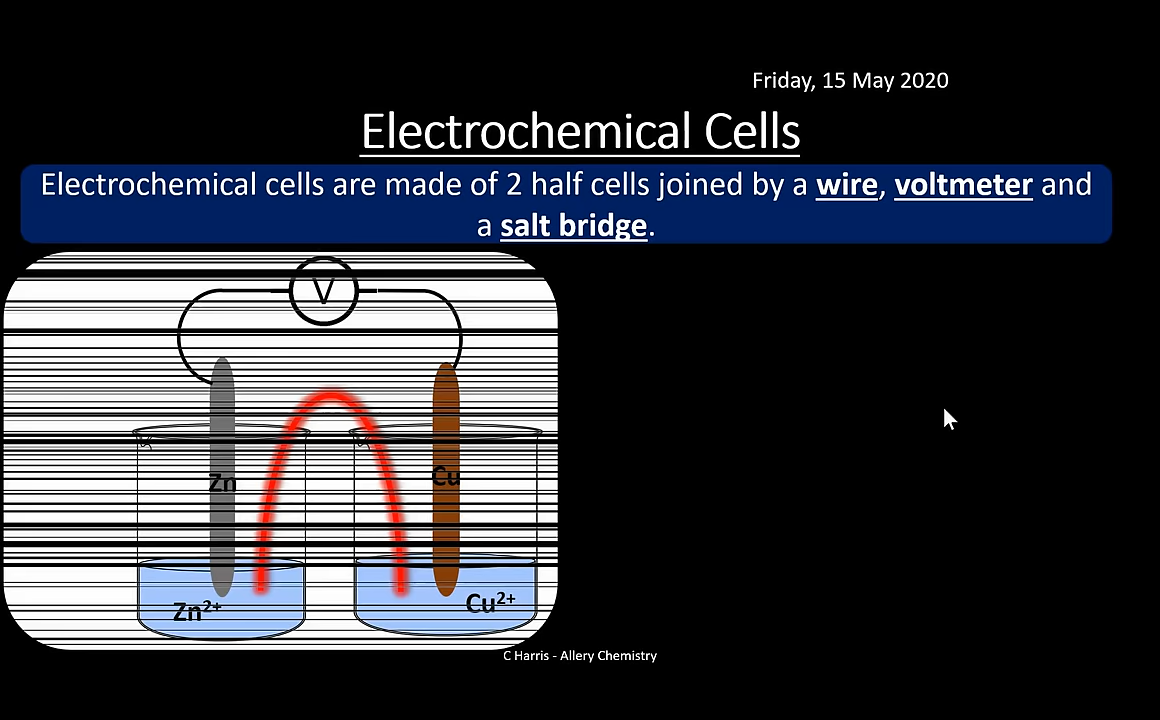 Friday, 15 May 2020
Electrochemical Cells
Electrochemical cells are made of 2 half cells joined by a wire, voltmeter and
a salt bridge.
V
Zn
Cu
Zn²⁺
Cu²⁺
C Harris - Allery Chemistry